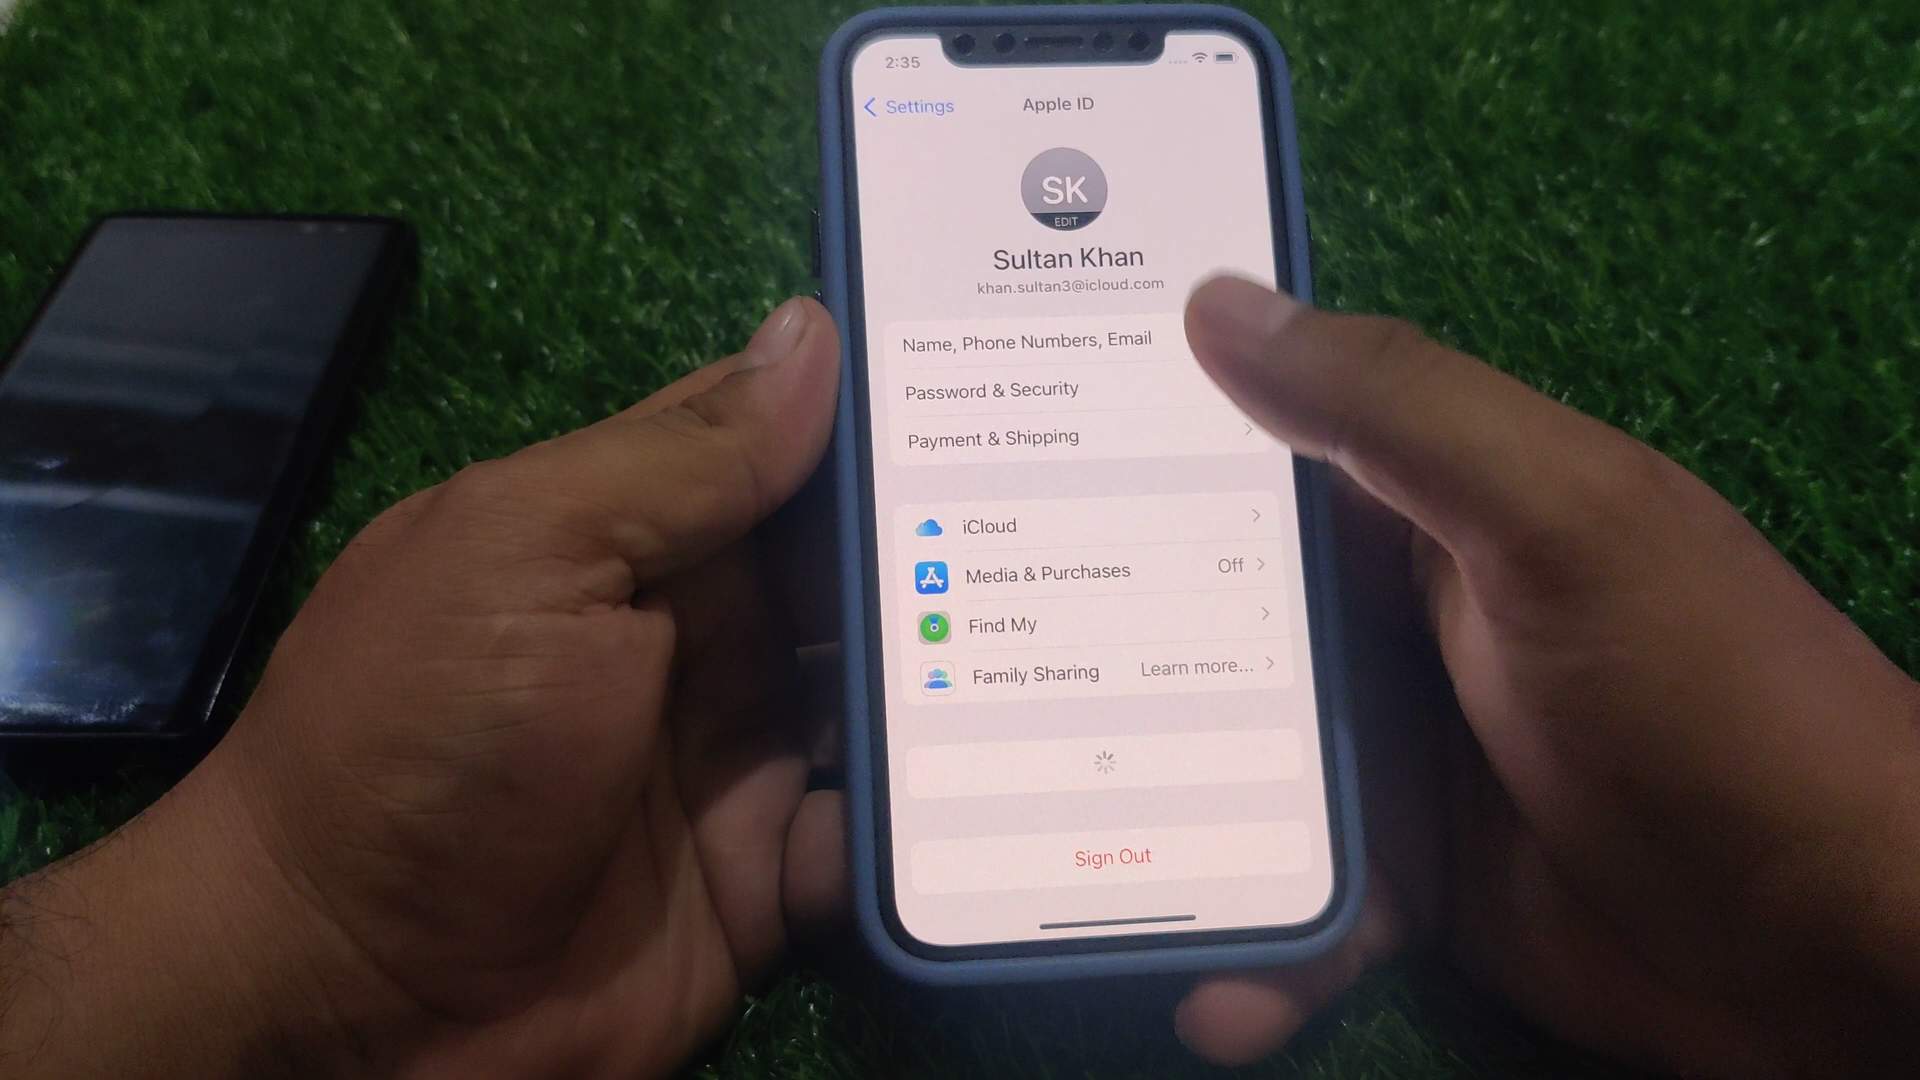 2:35
Settings
Apple ID
SK
EDIT
Sultan Khan
khan.sultan3@icloud.com
Name, Phone Numbers, Email
Password & Security
Payment & Shipping
iCloud
Media & Purchases Off
Find My
Family Sharing Learn more...
Sign Out